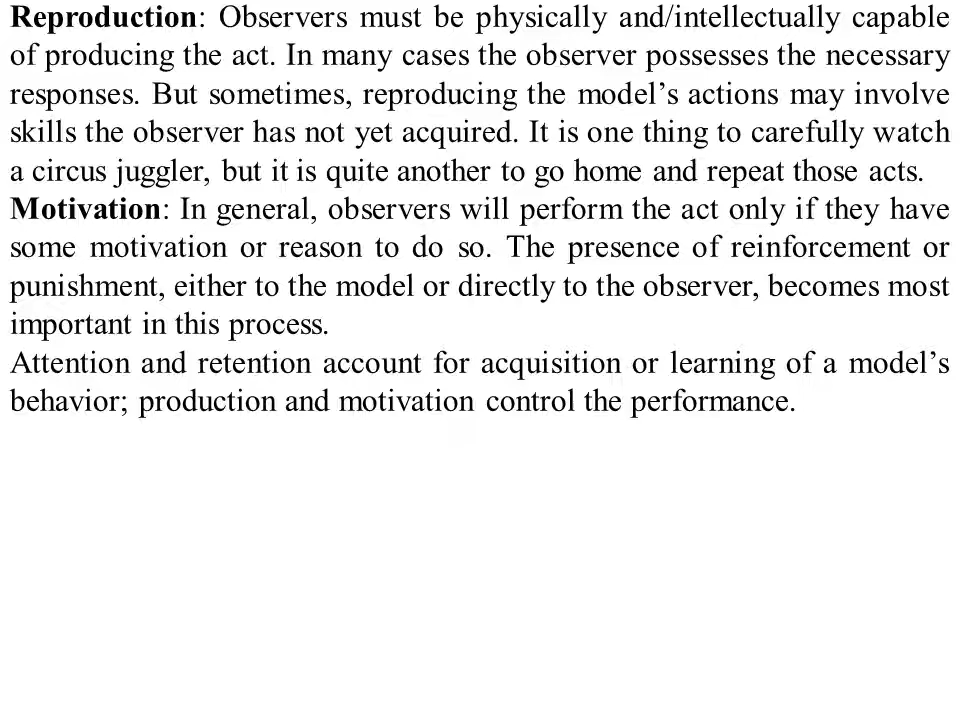 Reproduction: Observers must be physically and/intellectually capable
of producing the act. In many cases the observer possesses the necessary
responses. But sometimes, reproducing the model’s actions may involve
skills the observer has not yet acquired. It is one thing to carefully watch
a circus juggler, but it is quite another to go home and repeat those acts.
Motivation: In general, observers will perform the act only if they have
some motivation or reason to do so. The presence of reinforcement or
punishment, either to the model or directly to the observer, becomes most
important in this process.
Attention and retention account for acquisition or learning of a model’s
behavior; production and motivation control the performance.